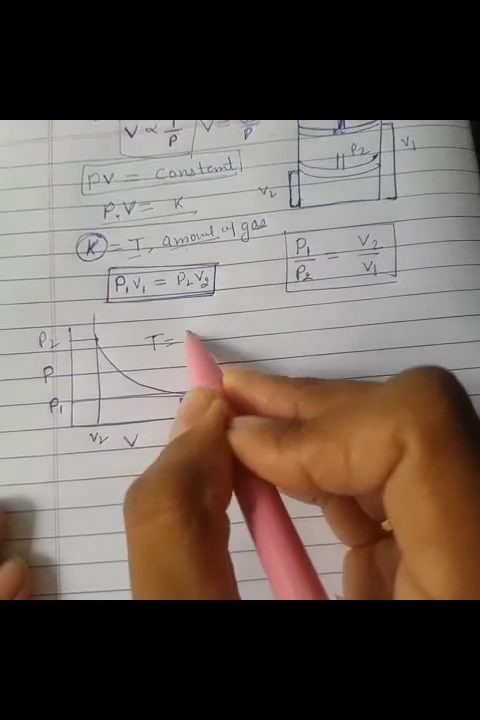 V ∝ 1/P V =
PV = constant
P.V = K
K = T, amount of gas
P₁V₁ = P₂V₂
P₂
V₁
V₂
P₁/P₂ = V₂/V₁
P₂
P
P₁
T =
V₂ V